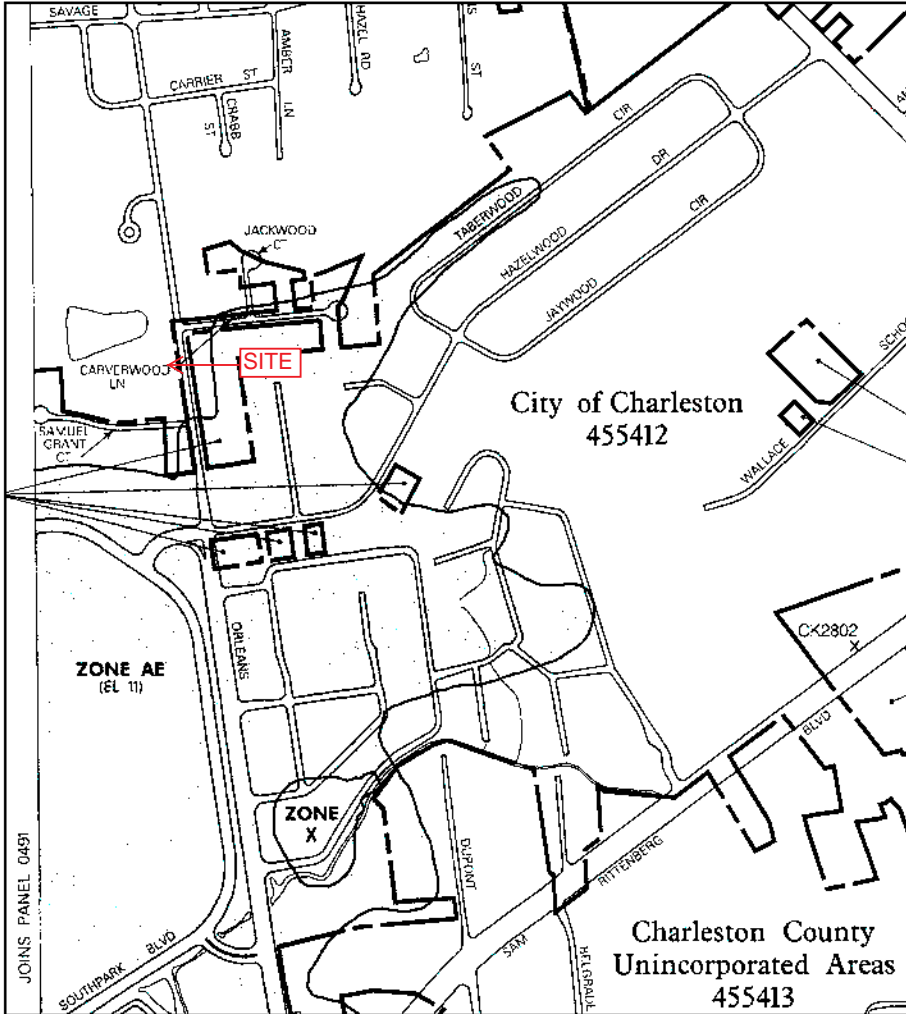 SAVAGE
CARRIER ST
CRABB
ST
AMBER
LN
HAZEL RD
ST
CIR
DR
TABERWOOD
HAZELWOOD
CIR
JAYWOOD
JACKWOOD
CT
SITE
CARVERWOOD
LN
SAMUEL
GRANT
CT
City of Charleston
455412
SCHOO
WALLACE
ORLEANS
ZONE AE
(EL 11)
CK2802
X
BLVD
ZONE
X
DUPONT
RITTENBERG
SAM
BELGRADE
JOINS PANEL 0491
SOUTHPARK BLVD
Charleston County
Unincorporated Areas
455413